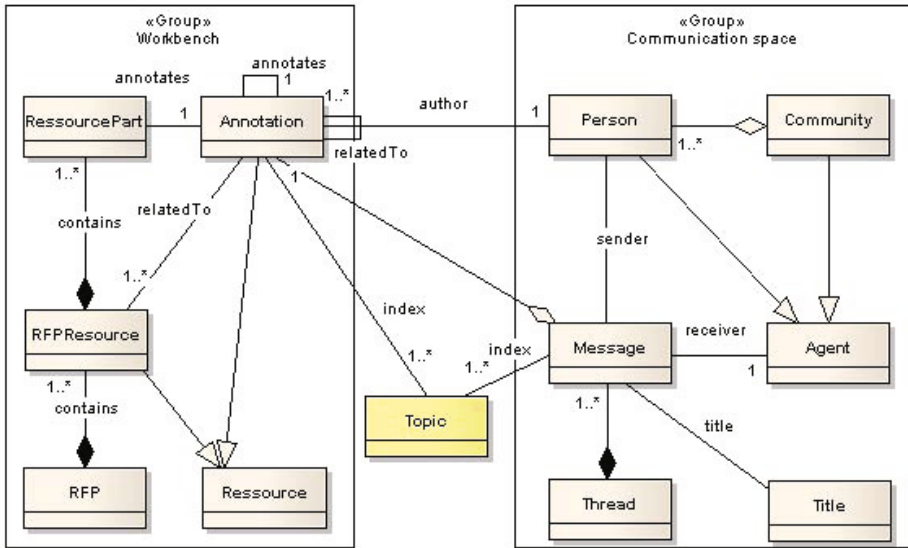 «Group»
Workbench
«Group»
Communication space
annotates
annotates
1
1..*
RessourcePart
1
Annotation
author
1
Person
1..*
Community
relatedTo
1
1..*
relatedTo
contains
sender
1..*
index
RFPResource
1..*
index
1..*
Message
receiver
1
Agent
1..*
contains
1..*
Topic
title
RFP
Ressource
Thread
Title